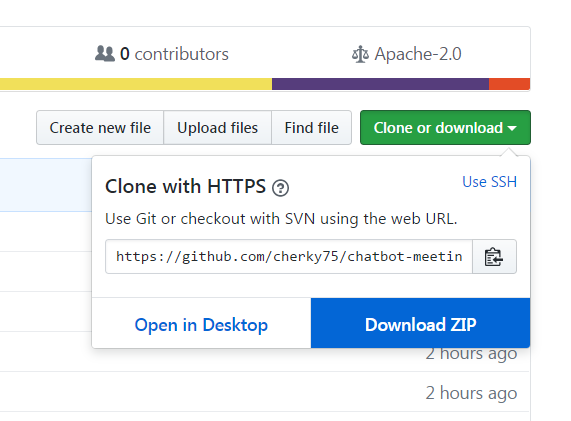 0 contributors
Apache-2.0
Create new file
Upload files
Find file
Clone or download
Clone with HTTPS ?
Use SSH
Use Git or checkout with SVN using the web URL.
https://github.com/cherky75/chatbot-meetin
Open in Desktop
Download ZIP
2 hours ago
2 hours ago